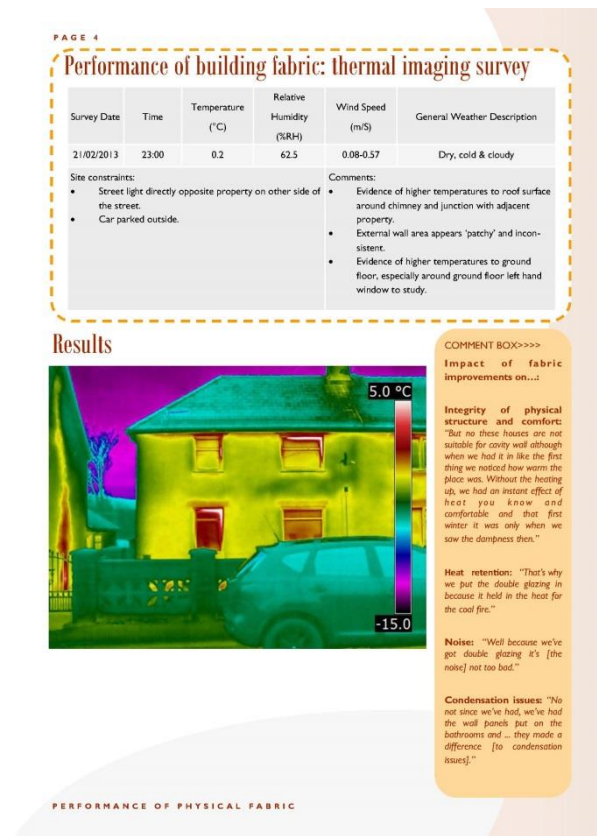 PAGE 4
Performance of building fabric: thermal imaging survey
Survey Date
Time
Temperature
(°C)
Relative
Humidity
(%RH)
Wind Speed
(m/S)
General Weather Description
21/02/2013
23:00
0.2
62.5
0.08-0.57
Dry, cold & cloudy
Site constraints:
• Street light directly opposite property on other side of
the street.
• Car parked outside.
Comments:
• Evidence of higher temperatures to roof surface
around chimney and junction with adjacent
property.
• External wall area appears ‘patchy’ and incon-
sistent.
• Evidence of higher temperatures to ground
floor, especially around ground floor left hand
window to study.
Results
5.0 °C
-15.0
COMMENT BOX>>>>
Impact of fabric
improvements on…:
Integrity of physical
structure and comfort:
“But no these houses are not
suitable for cavity wall although
when we had it in like the first
thing we noticed how warm the
place was. Without the heating
up, we had an instant effect of
heat you know and
comfortable and that first
winter it was only when we
saw the dampness then.”
Heat retention: “That’s why
we put the double glazing in
because it held in the heat for
the coal fire.”
Noise: “Well because we’ve
got double glazing it’s [the
noise] not too bad.”
Condensation issues: “No
not since we’ve had, we’ve had
the wall panels put on the
bathrooms and ... they made a
difference [to condensation
issues].”
PERFORMANCE OF PHYSICAL FABRIC